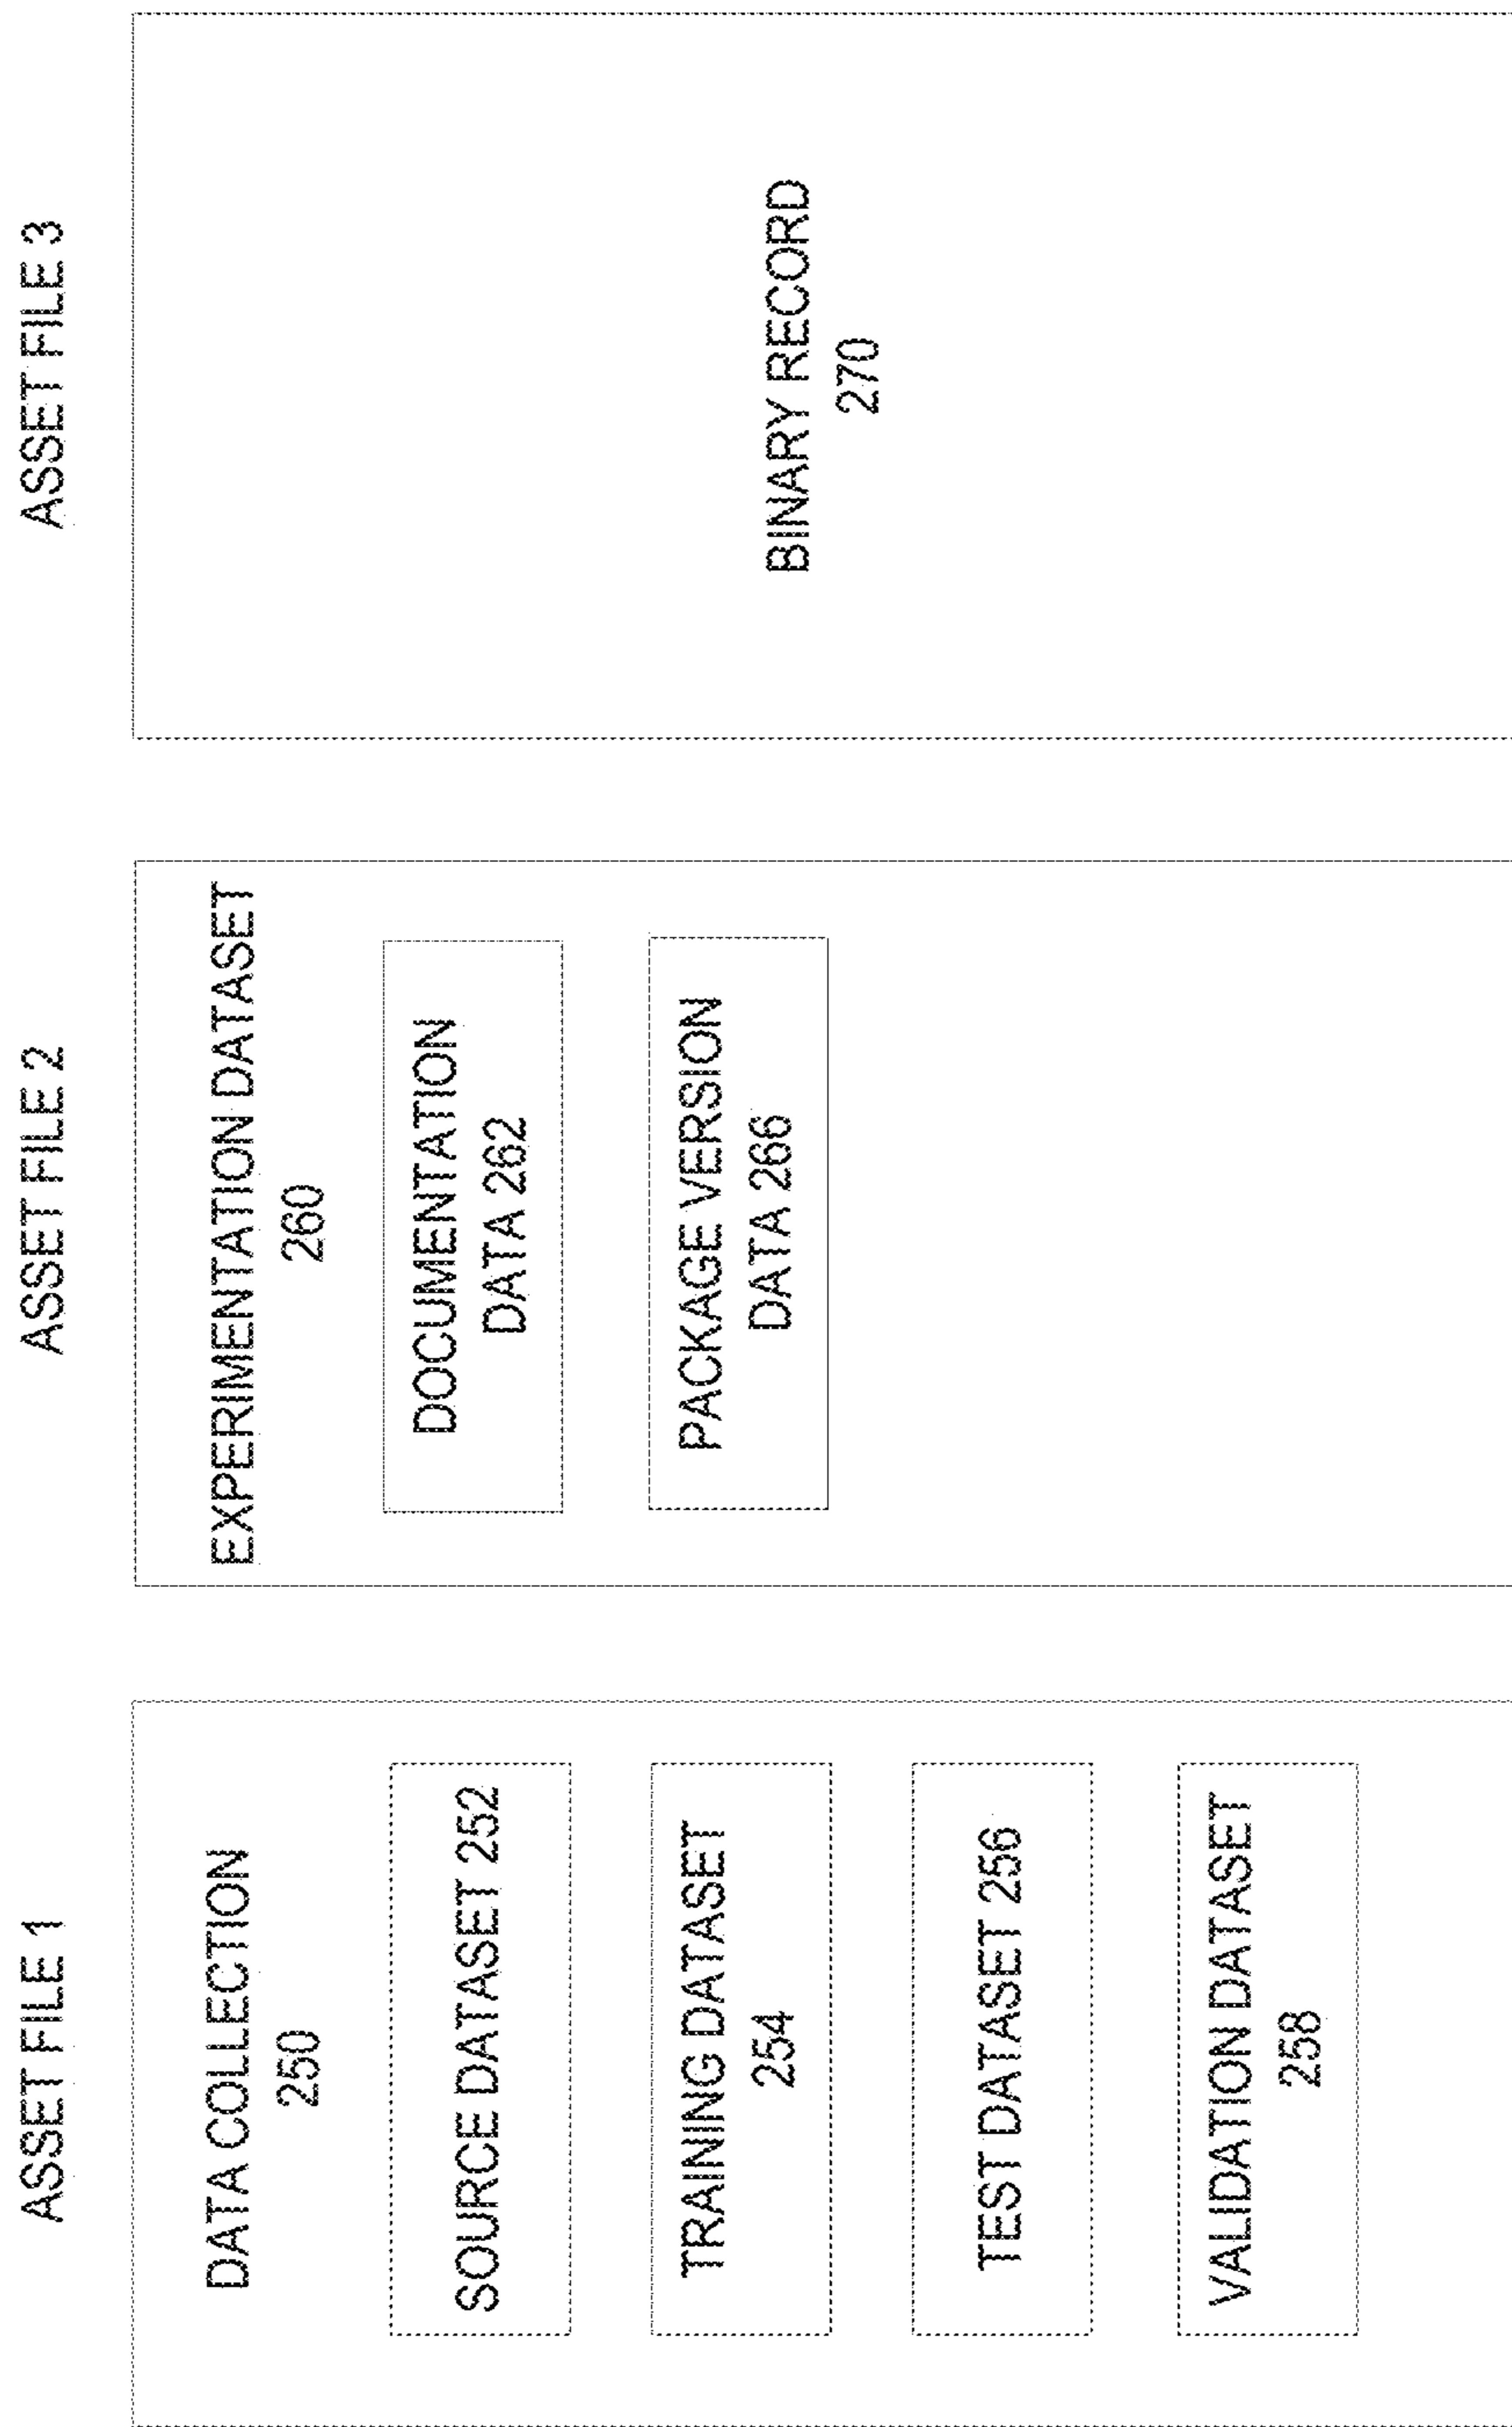 ASSET FILE 1
DATA COLLECTION
250
SOURCE DATASET 252
TRAINING DATASET
254
TEST DATASET 256
VALIDATION DATASET
258
ASSET FILE 2
EXPERIMENTATION DATASET
260
DOCUMENTATION
DATA 262
PACKAGE VERSION
DATA 266
ASSET FILE 3
BINARY RECORD
270